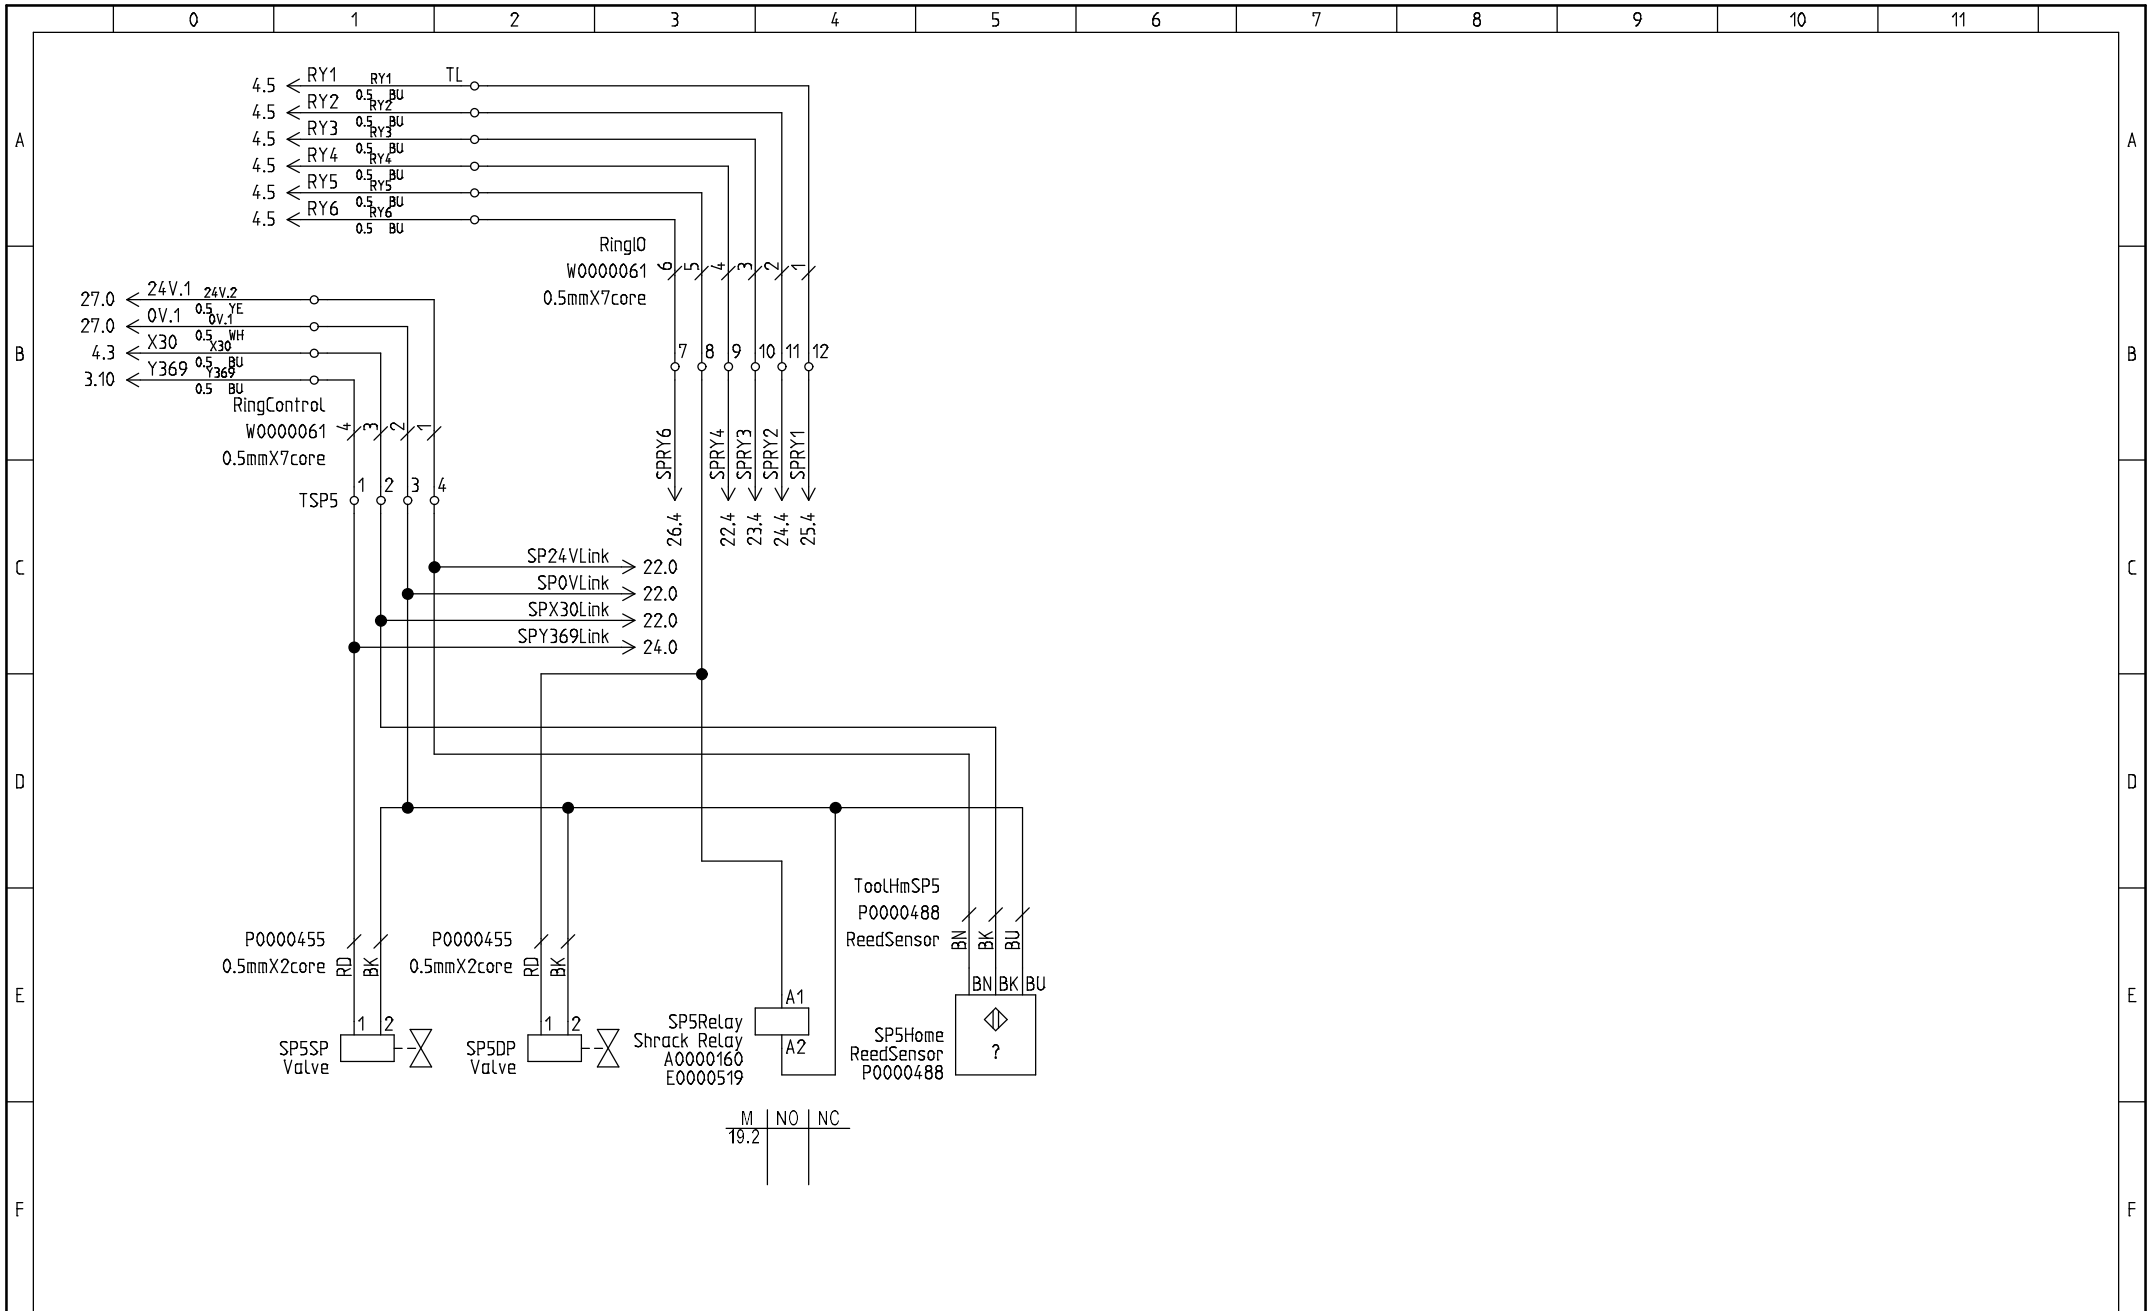 0 1 2 3 4 5 6 7 8 9 10 11
A A
B B
C C
D D
E E
F F
4.5 RY1 RY1 TL
0.5 BU
4.5 RY2 RY2
0.5 BU
4.5 RY3 RY3
0.5 BU
4.5 RY4 RY4
0.5 BU
4.5 RY5 RY5
0.5 BU
4.5 RY6 RY6
0.5 BU
RingIO
W0000061
0.5mmX7core
6 5 4 3 2 1
7 8 9 10 11 12
27.0 24V.1 24V.2
0.5 YE
27.0 0V.1 0V.1
0.5 WH
4.3 X30 X30
0.5 BU
3.10 Y369 Y369
0.5 BU
RingControl
W0000061
0.5mmX7core
4 3 2 1
TSP5 1 2 3 4
SPRY6 SPRY4 SPRY3 SPRY2 SPRY1
26.4 22.4 23.4 24.4 25.4
SP24VLink 22.0
SP0VLink 22.0
SPX30Link 22.0
SPY369Link 24.0
P0000455
0.5mmX2core
RD BK
1 2
SP5SP
Valve
P0000455
0.5mmX2core
RD BK
1 2
SP5DP
Valve
A1
A2
SP5Relay
Shrack Relay
A0000160
E0000519
M NO NC
19.2
ToolHmSP5
P0000488
ReedSensor
BN BK BU
BN BK BU
SP5Home
ReedSensor
P0000488
?